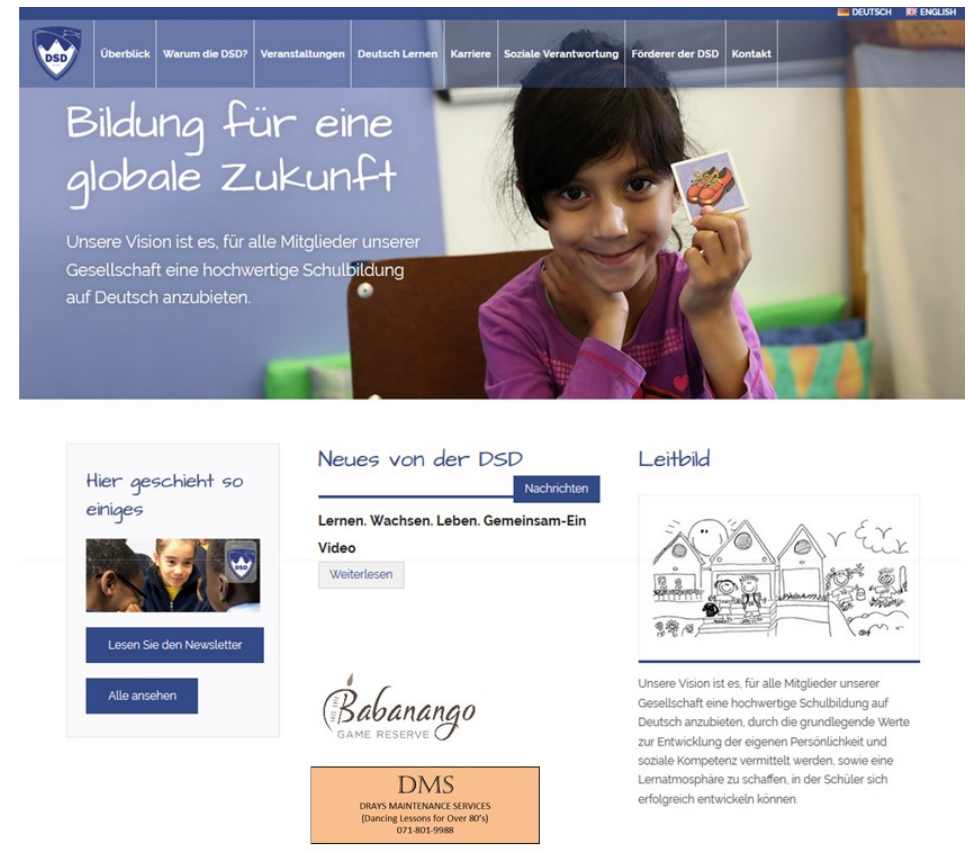 DEUTSCH ENGLISH
DSD
Überblick Warum die DSD? Veranstaltungen Deutsch Lernen Karriere Soziale Verantwortung Förderer der DSD Kontakt
Bildung für eine
globale Zukunft
Unsere Vision ist es, für alle Mitglieder unserer
Gesellschaft eine hochwertige Schulbildung
auf Deutsch anzubieten.
Hier geschieht so
einiges
DSD
Lesen Sie den Newsletter
Alle ansehen
Neues von der DSD
Nachrichten
Lernen. Wachsen. Leben. Gemeinsam-Ein
Video
Weiterlesen
Babanango
GAME RESERVE
DMS
DRAYS MAINTENANCE SERVICES
(Dancing Lessons for Over 80's)
071-801-9988
Leitbild
Unsere Vision ist es, für alle Mitglieder unserer
Gesellschaft eine hochwertige Schulbildung auf
Deutsch anzubieten, durch die grundlegende Werte
zur Entwicklung der eigenen Persönlichkeit und
soziale Kompetenz vermittelt werden, sowie eine
Lernatmosphäre zu schaffen, in der Schüler sich
erfolgreich entwickeln können.